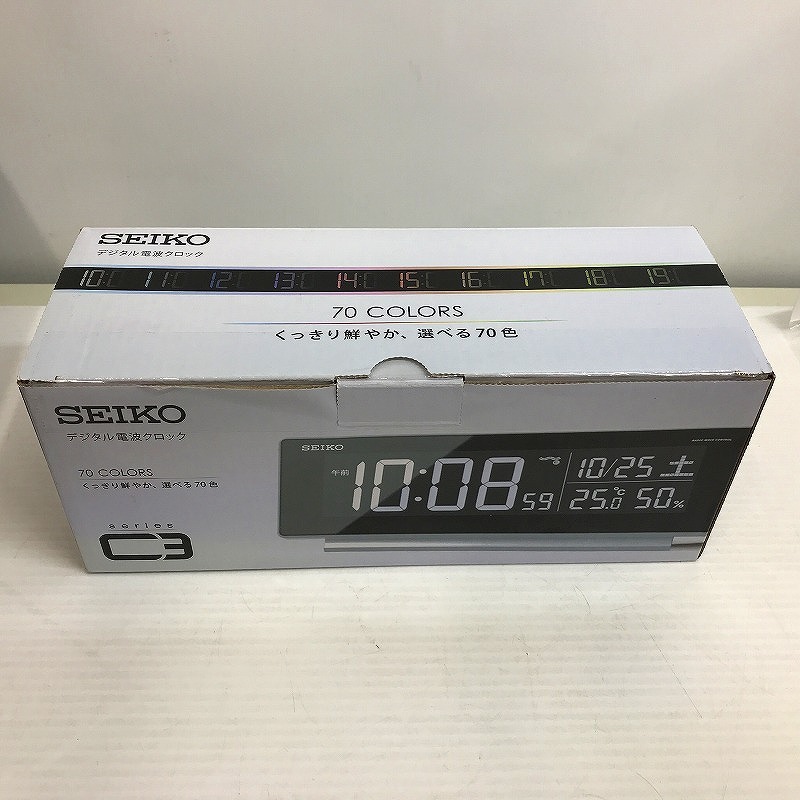 SEIKO
デジタル電波クロック
10: 11: 12: 13: 14: 15: 16: 17: 18: 19:
70 COLORS
くっきり鮮やか、選べる70色
SEIKO
デジタル電波クロック
70 COLORS
くっきり鮮やか、選べる70色
series
C3
SEIKO
RADIO WAVE CONTROL
午前 10:08 59
10/25 土
25.0℃ 50%